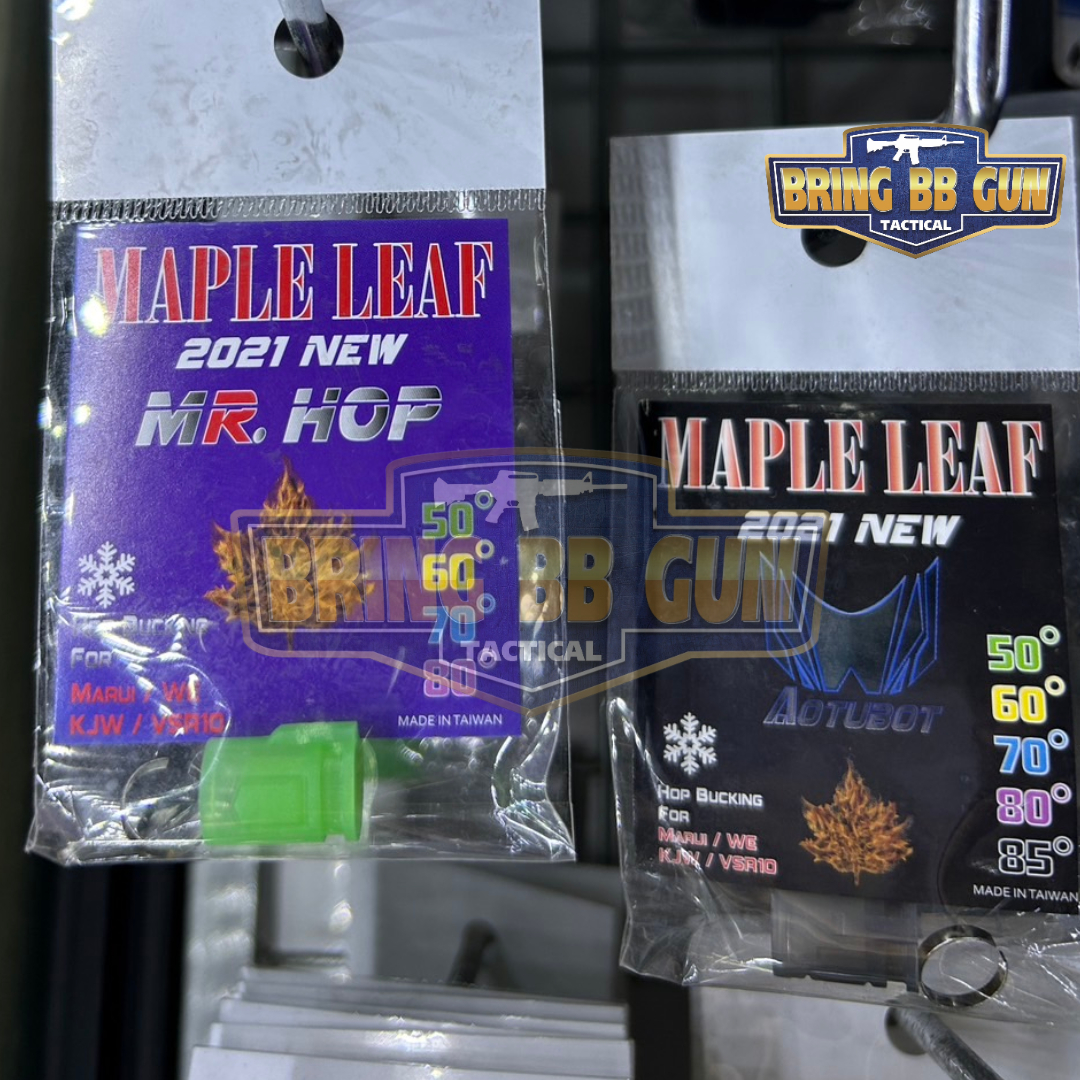 MAPLE LEAF
2021 NEW
MR. HOP
50°
60°
70°
80°
Hop Bucking
For
Marui / WE
KJW / VSR10
MADE IN TAIWAN
BRING BB GUN
TACTICAL
MAPLE LEAF
2021 NEW
AOTUBOT
50°
60°
70°
80°
85°
Hop Bucking
For
Marui / WE
KJW / VSR10
MADE IN TAIWAN
BRING BB GUN
TACTICAL